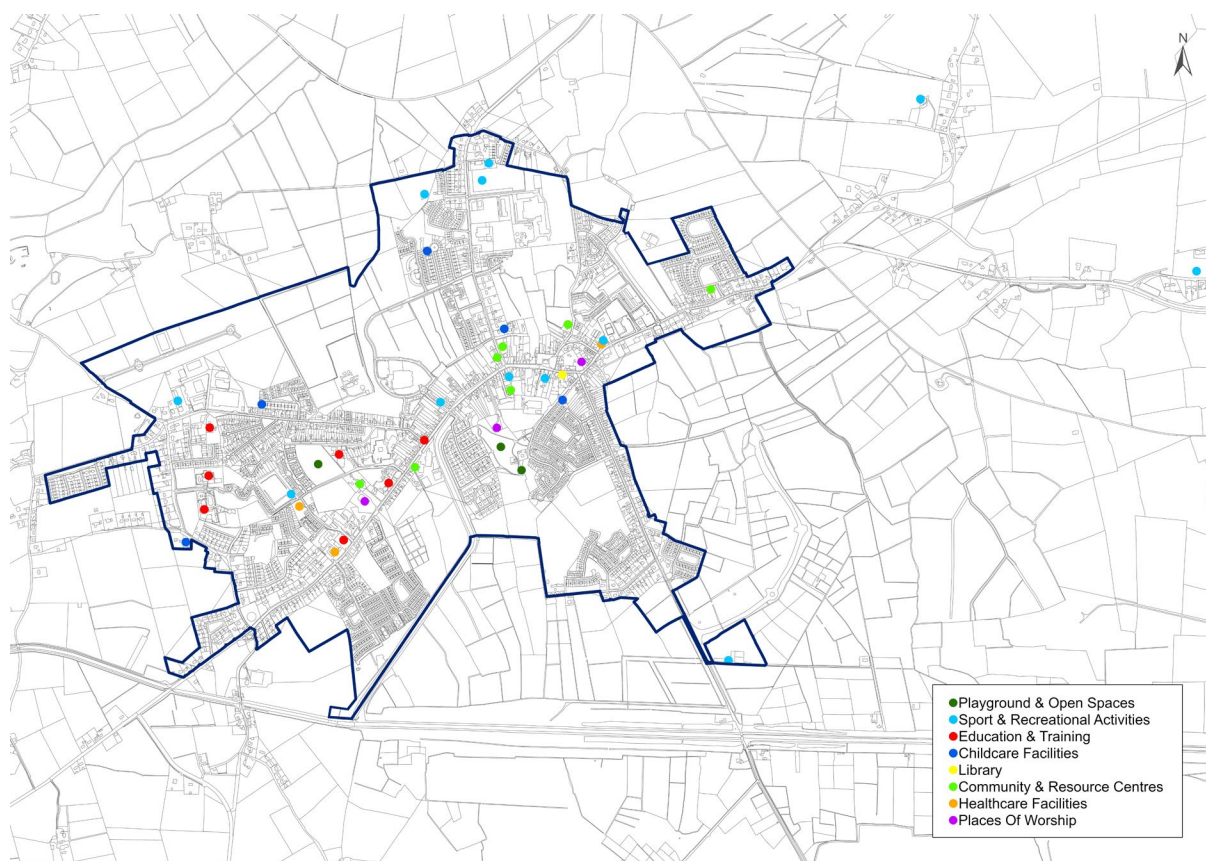 N
Playground & Open Spaces
Sport & Recreational Activities
Education & Training
Childcare Facilities
Library
Community & Resource Centres
Healthcare Facilities
Places Of Worship